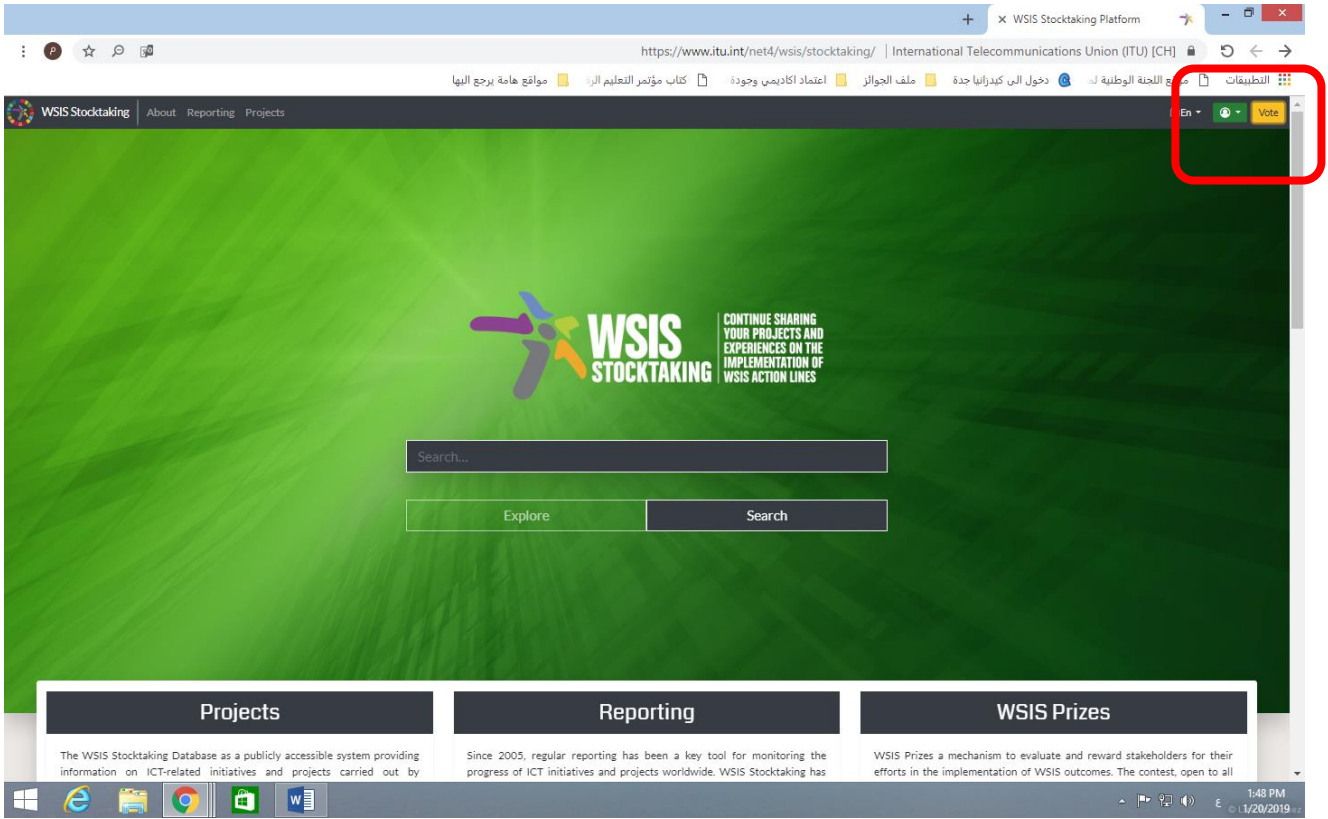 WSIS Stocktaking Platform
https://www.itu.int/net4/wsis/stocktaking/ | International Telecommunications Union (ITU) [CH]
التطبيقات
اللجنة الوطنية لـ
دخول الى كيدزانيا جدة
ملف الجوائز
اعتماد اكاديمي وجودة
كتاب مؤتمر التعليم الر
مواقع هامة يرجع اليها
WSIS Stocktaking About Reporting Projects En Vote
WSIS
STOCKTAKING
CONTINUE SHARING
YOUR PROJECTS AND
EXPERIENCES ON THE
IMPLEMENTATION OF
WSIS ACTION LINES
Search...
Explore Search
Projects
The WSIS Stocktaking Database as a publicly accessible system providing
information on ICT-related initiatives and projects carried out by
Reporting
Since 2005, regular reporting has been a key tool for monitoring the
progress of ICT initiatives and projects worldwide. WSIS Stocktaking has
WSIS Prizes
WSIS Prizes a mechanism to evaluate and reward stakeholders for their
efforts in the implementation of WSIS outcomes. The contest, open to all
ع
1:48 PM
1/20/2019